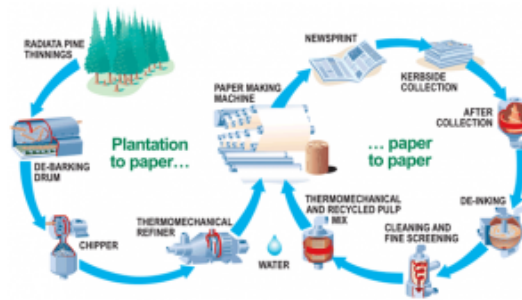 RADIATA PINE
THINNINGS
DE-BARKING
DRUM
CHIPPER
THERMOMECHANICAL
REFINER
Plantation
to paper...
PAPER MAKING
MACHINE
NEWSPRINT
KERBSIDE
COLLECTION
AFTER
COLLECTION
... paper
to paper
DE-INKING
CLEANING AND
FINE SCREENING
THERMOMECHANICAL
AND RECYCLED PULP
MIX
WATER